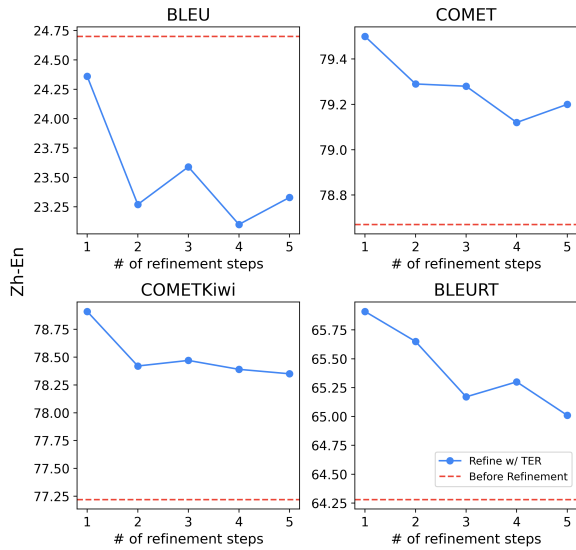 Zh-En
BLEU
24.75
24.50
24.25
24.00
23.75
23.50
23.25
1 2 3 4 5
# of refinement steps
COMET
79.4
79.2
79.0
78.8
1 2 3 4 5
# of refinement steps
COMETKiwi
78.75
78.50
78.25
78.00
77.75
77.50
77.25
1 2 3 4 5
# of refinement steps
BLEURT
65.75
65.50
65.25
65.00
64.75
64.50
64.25
Refine w/ TER
Before Refinement
1 2 3 4 5
# of refinement steps